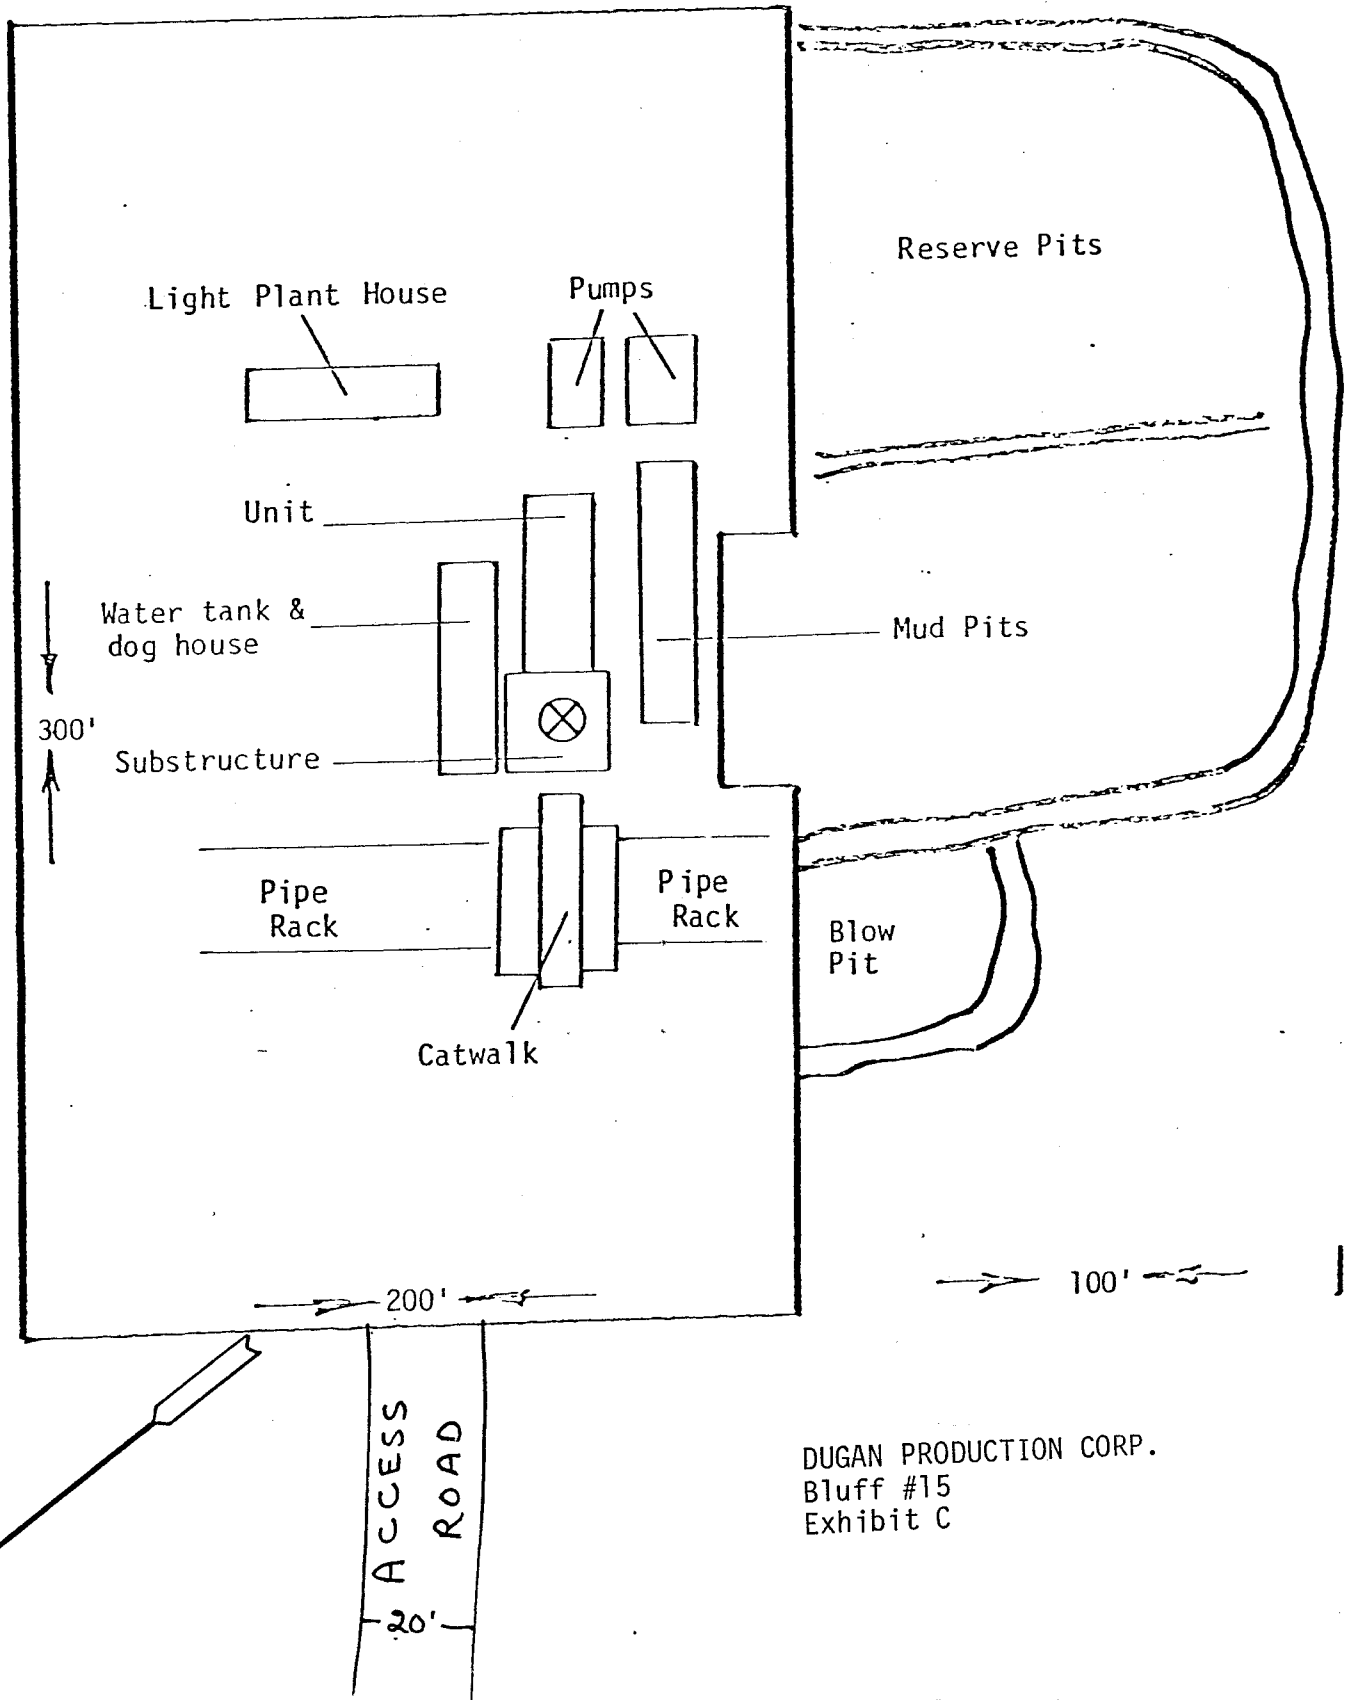 Reserve Pits
Light Plant House
Pumps
Unit
Water tank &
dog house
Mud Pits
300'
Substructure
Pipe
Rack
Pipe
Rack
Blow
Pit
Catwalk
200'
100'
ACCESS
ROAD
20'
DUGAN PRODUCTION CORP.
Bluff #15
Exhibit C